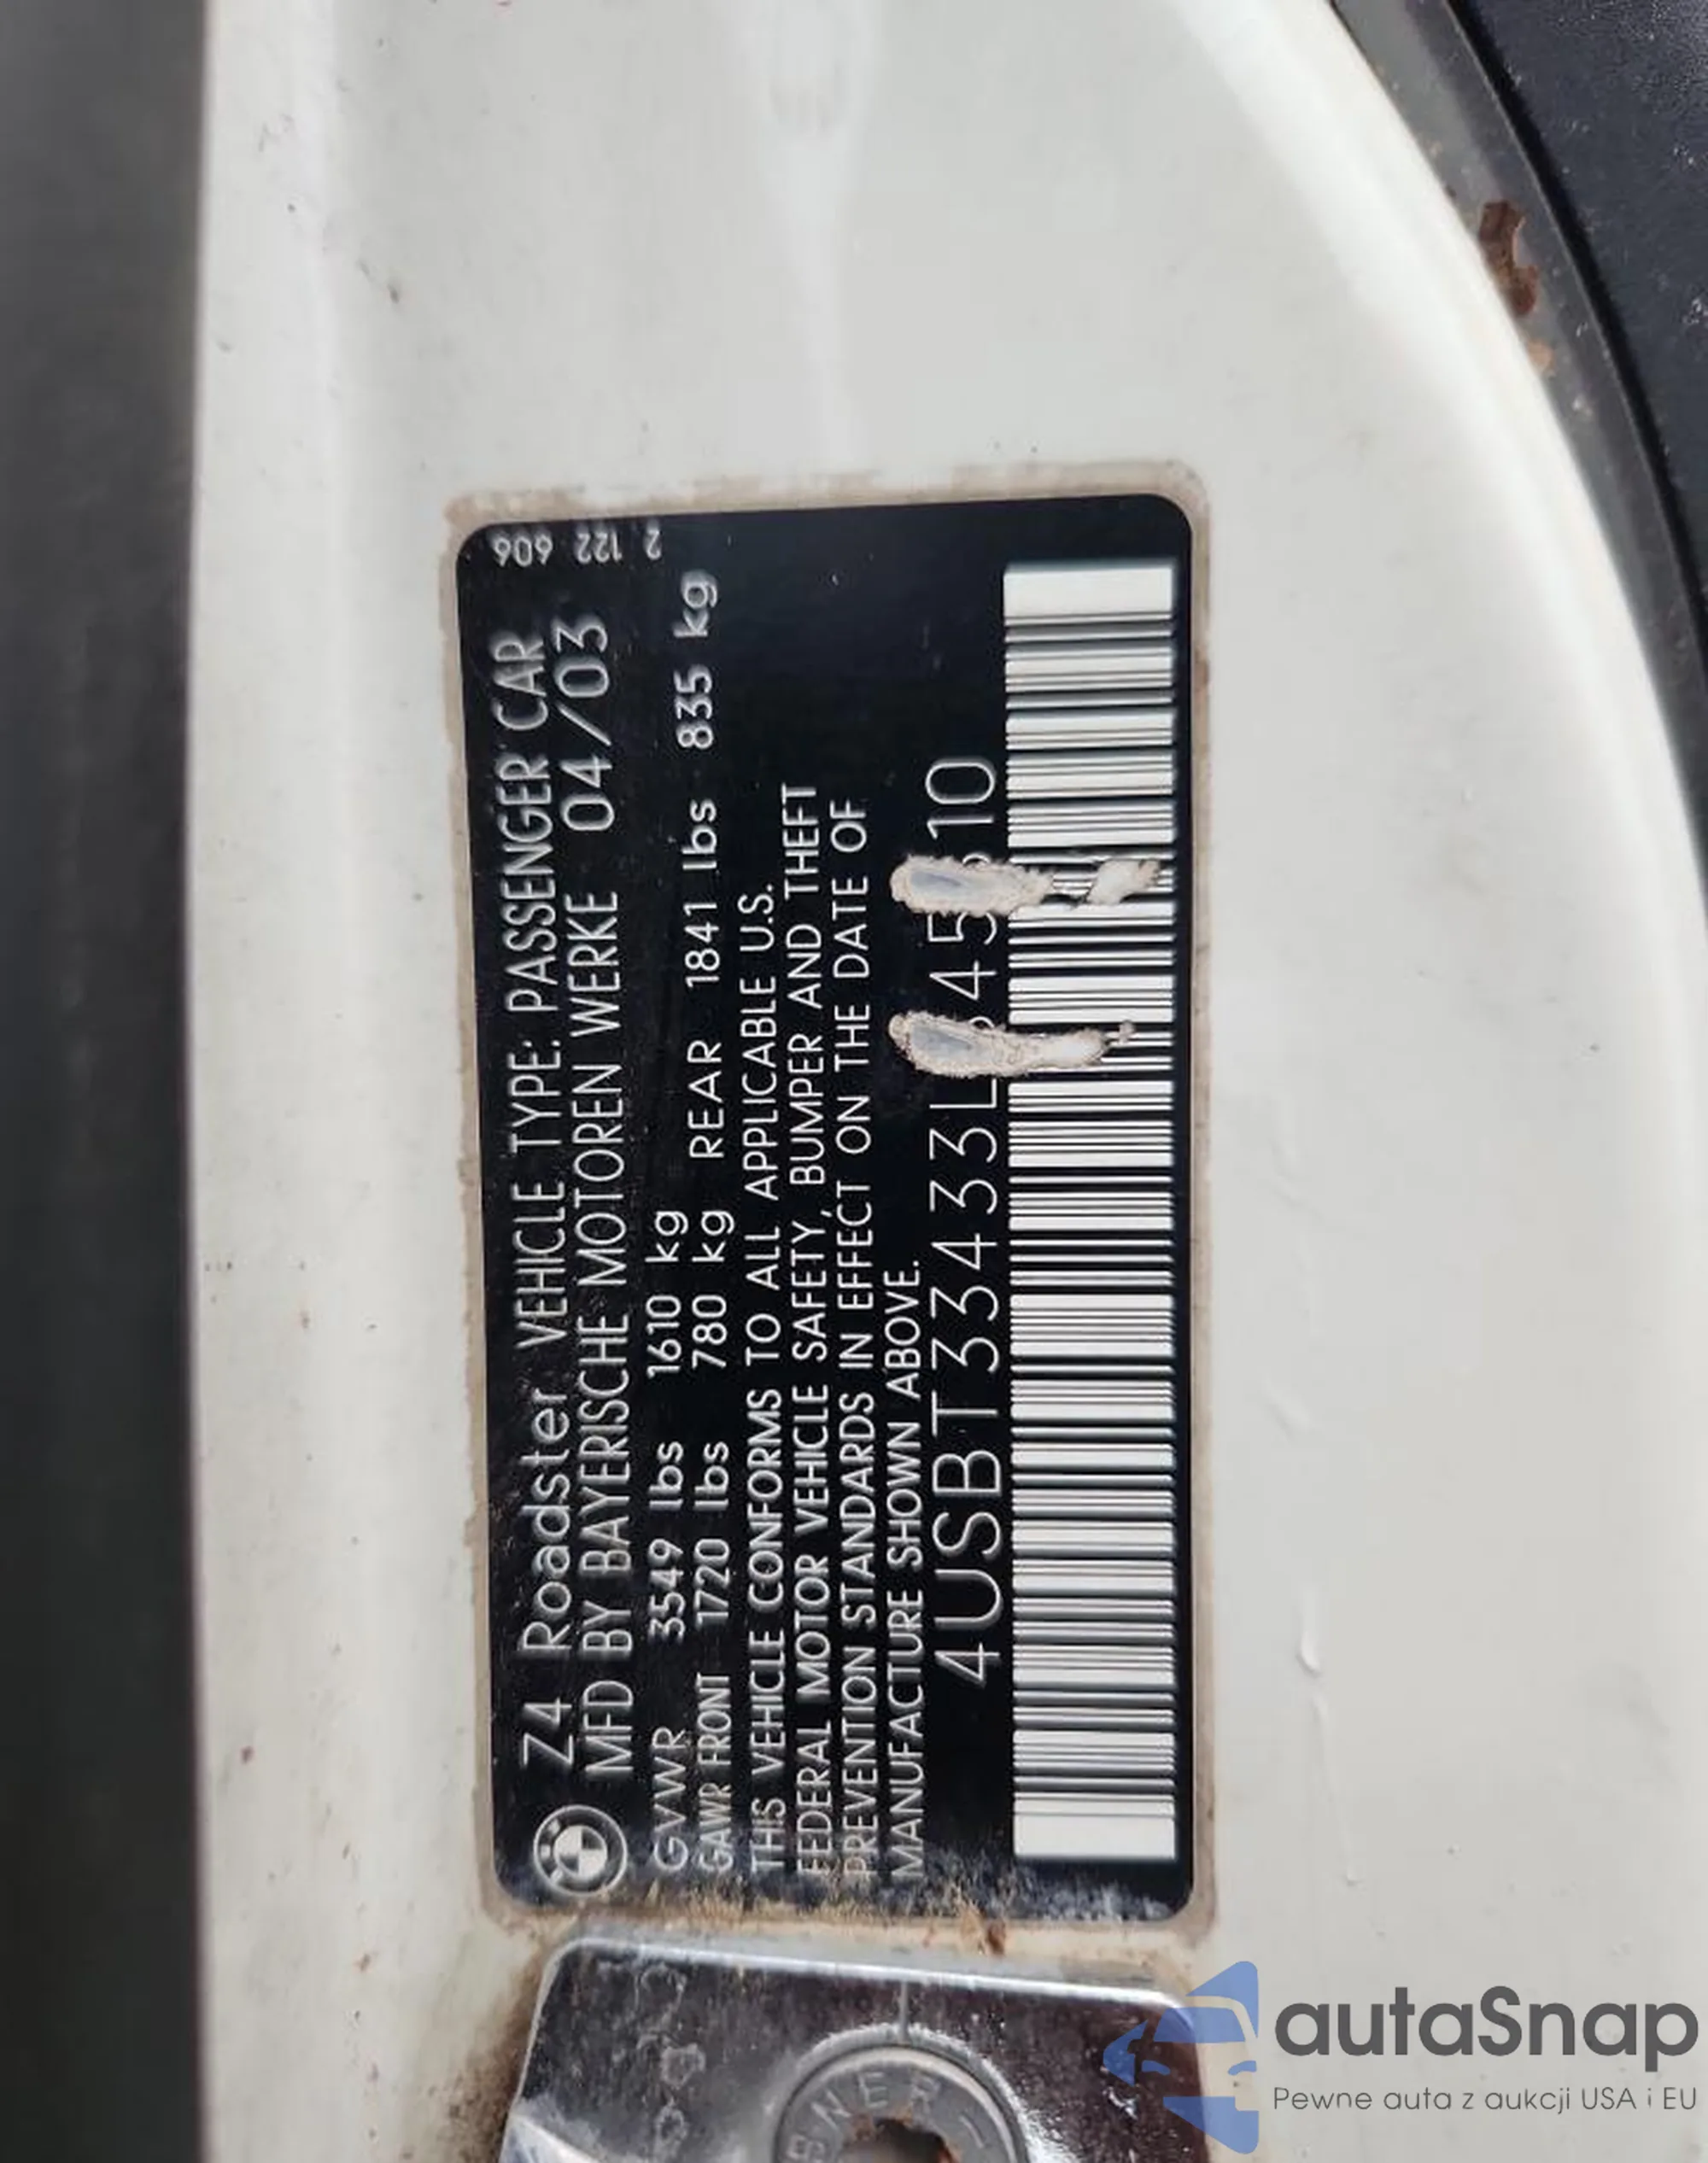 Z4 Roadster VEHICLE TYPE: PASSENGER CAR
MFD BY BAYERISCHE MOTOREN WERKE 04/03
GVWR 3549 lbs 1610 kg
GAWR FRONT 1720 lbs 780 kg REAR 1841 lbs 835 kg
THIS VEHICLE CONFORMS TO ALL APPLICABLE U.S.
FEDERAL MOTOR VEHICLE SAFETY, BUMPER AND THEFT
PREVENTION STANDARDS IN EFFECT ON THE DATE OF
MANUFACTURE SHOWN ABOVE.
4USBT33433L 45 10
2 122 606
autaSnap
Pewne auta z aukcji USA i EU